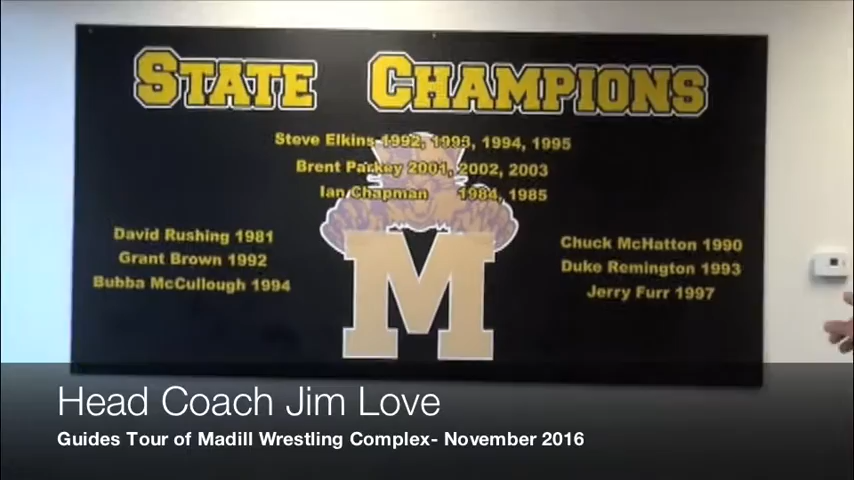 STATE CHAMPIONS
Steve Elkins 1992, 1993, 1994, 1995
Brent Parkey 2001, 2002, 2003
Ian Chapman 1984, 1985
David Rushing 1981
Grant Brown 1992
Bubba McCullough 1994
Chuck McHatton 1990
Duke Remington 1993
Jerry Furr 1997
M
Head Coach Jim Love
Guides Tour of Madill Wrestling Complex- November 2016